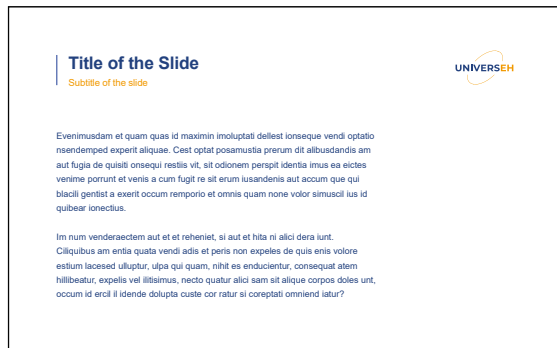 Title of the Slide
Subtitle of the slide
UNIVERSEH
Evenimusdam et quam quas id maximin imoluptati dellest ionseque vendi optatio
nsendemped experit aliquae. Cest optat posamustia prerum dit alibusdandis am
aut fugia de quisiti onsequi restiis vit, sit odionem perspit identia imus ea eictes
venime porrunt et venis a cum fugit re sit erum iusandenis aut accum que qui
blacili gentist a exerit occum remporio et omnis quam none volor simuscil ius id
quibear ionectius.
Im num venderaectem aut et et reheniet, si aut et hita ni alici dera iunt.
Ciliquibus am entia quata vendi adis et peris non expeles de quis enis volore
estium lacesed ulluptur, ulpa qui quam, nihit es enducientur, consequat atem
hillibeatur, expelis vel ilitisimus, necto quatur alici sam sit alique corpos doles unt,
occum id ercil il idende dolupta custe cor ratur si coreptati omniend iatur?